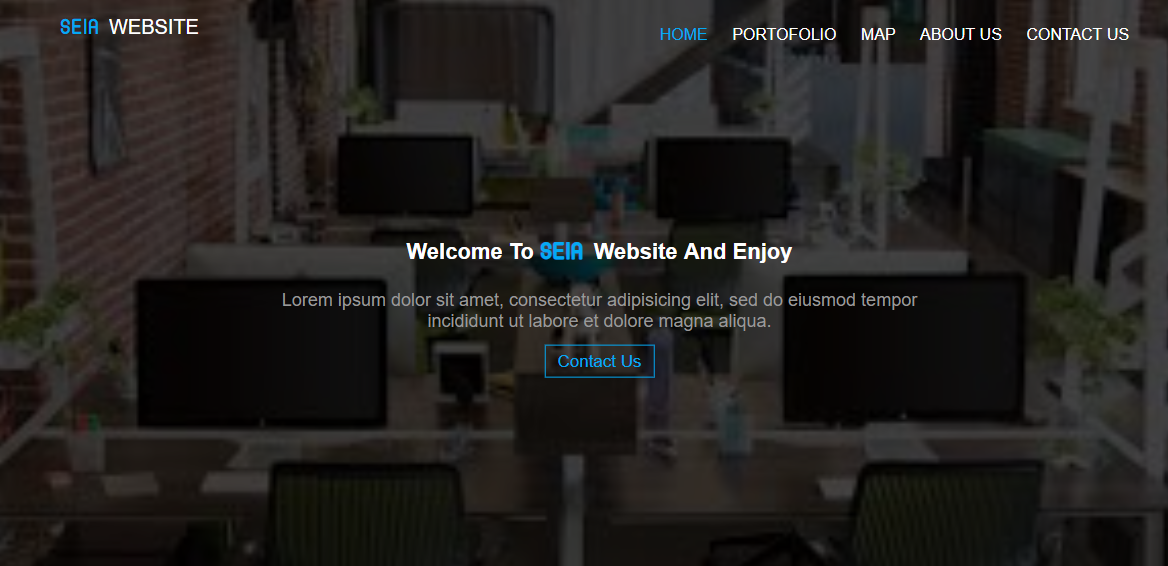 SEIA WEBSITE
HOME PORTOFOLIO MAP ABOUT US CONTACT US
Welcome To SEIA Website And Enjoy
Lorem ipsum dolor sit amet, consectetur adipisicing elit, sed do eiusmod tempor
incididunt ut labore et dolore magna aliqua.
Contact Us